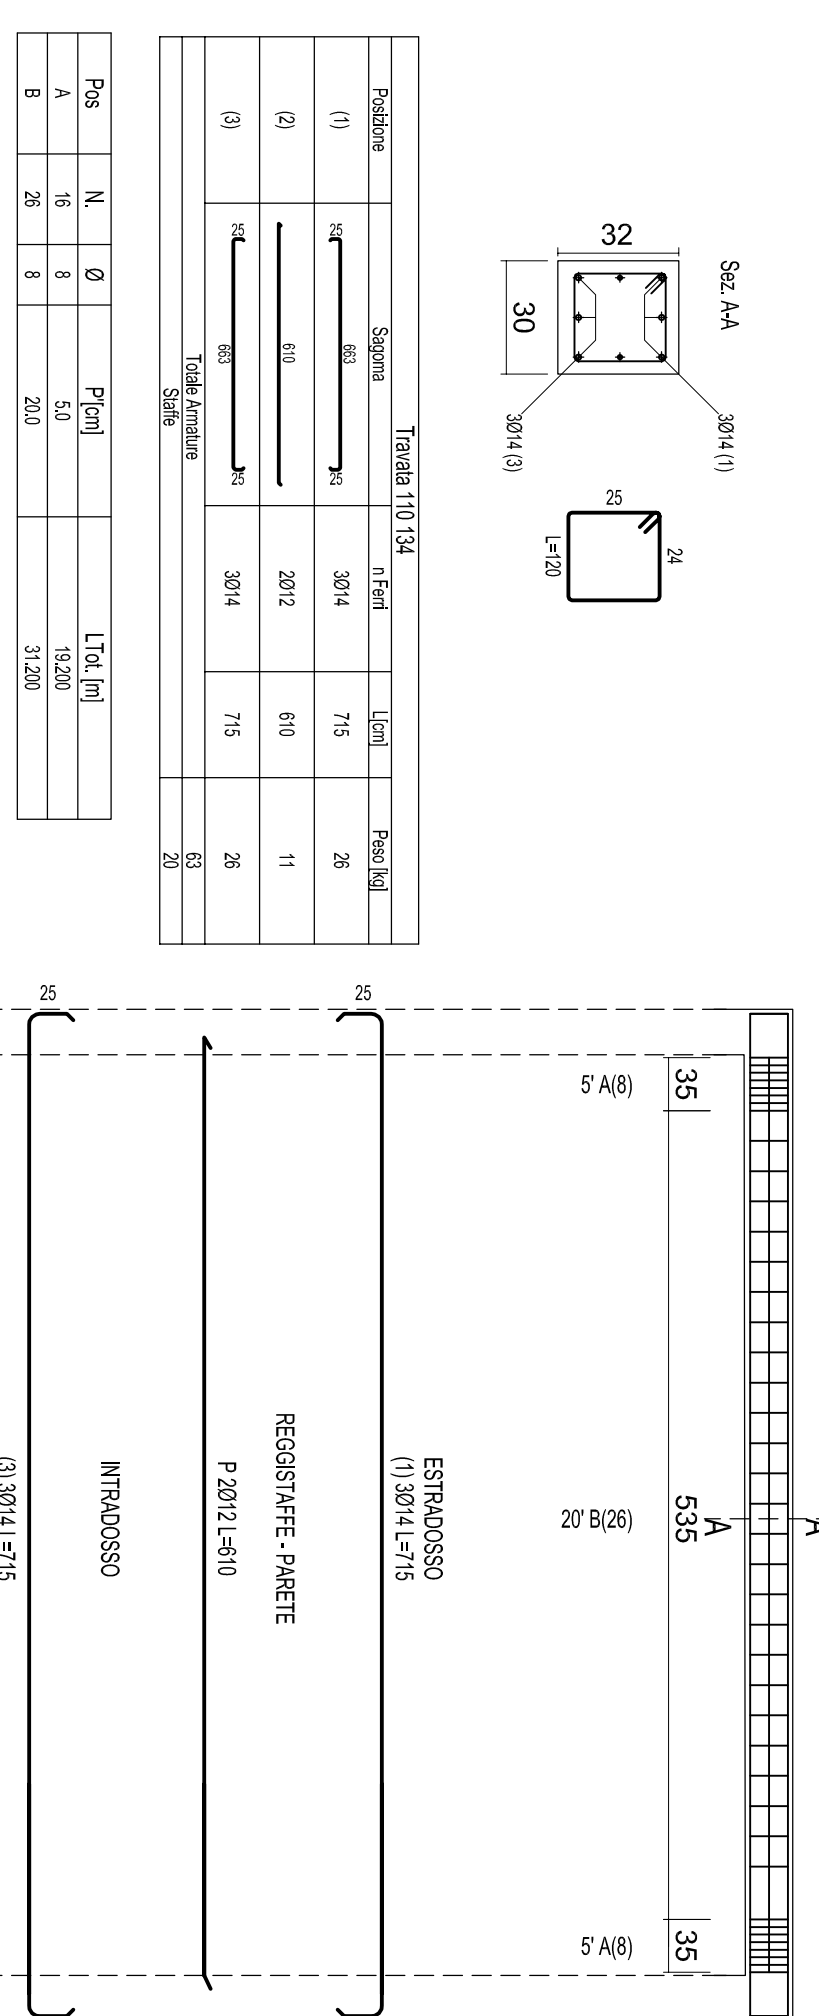 Sez. A-A
32
30
3Ø14 (1)
3Ø14 (3)
24
25
L=120
Travata 110 134
Posizione Sagoma n Ferri L[cm] Peso [kg]
(1) 25 663 25 3Ø14 715 26
(2) 610 2Ø12 610 11
(3) 25 663 25 3Ø14 715 26
Totale Armature 63
Staffe 20
Pos N. Ø P'[cm] LTot. [m]
A 16 8 5.0 19.200
B 26 8 20.0 31.200
A
A
35 535 35
5' A(8) 20' B(26) 5' A(8)
ESTRADOSSO
(1) 3Ø14 L=715
25
REGGISTAFFE - PARETE
P 2Ø12 L=610
INTRADOSSO
25
(3) 3Ø14 L=715